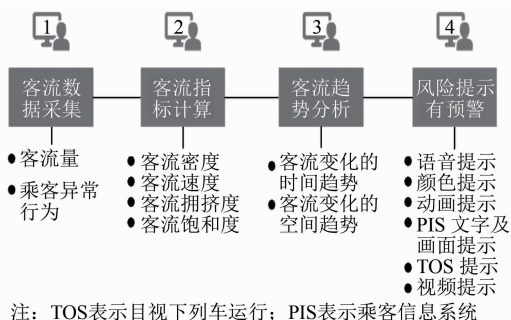 1
2
3
4
客流数
据采集
客流指
标计算
客流趋
势分析
风险提示
有预警
●客流量
●乘客异常
行为
●客流密度
●客流速度
●客流拥挤度
●客流饱和度
●客流变化的
时间趋势
●客流变化的
空间趋势
●语音提示
●颜色提示
●动画提示
●PIS 文字及
画面提示
●TOS 提示
●视频提示
注：TOS表示目视下列车运行；PIS表示乘客信息系统